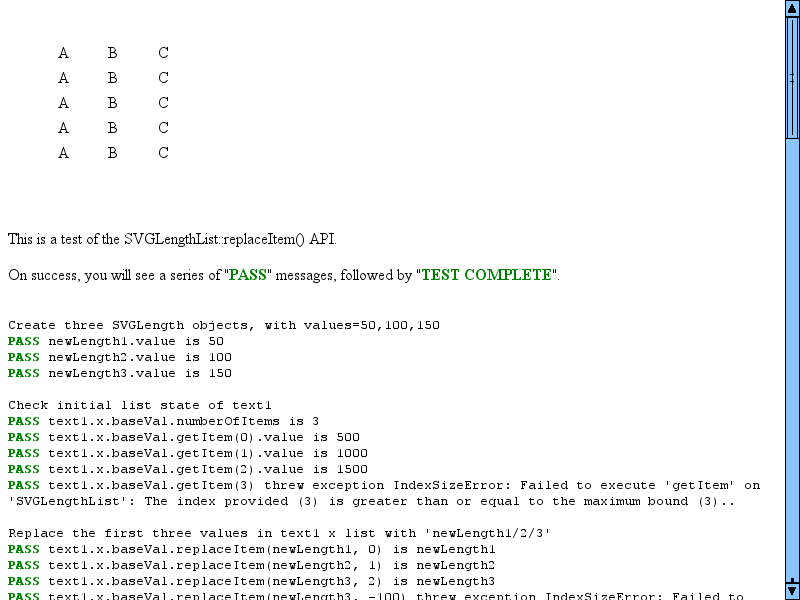 A B C
A B C
A B C
A B C
A B C
This is a test of the SVGLengthList::replaceItem() API.
On success, you will see a series of "PASS" messages, followed by "TEST COMPLETE".
Create three SVGLength objects, with values=50,100,150
PASS newLength1.value is 50
PASS newLength2.value is 100
PASS newLength3.value is 150
Check initial list state of text1
PASS text1.x.baseVal.numberOfItems is 3
PASS text1.x.baseVal.getItem(0).value is 500
PASS text1.x.baseVal.getItem(1).value is 1000
PASS text1.x.baseVal.getItem(2).value is 1500
PASS text1.x.baseVal.getItem(3) threw exception IndexSizeError: Failed to execute 'getItem' on
'SVGLengthList': The index provided (3) is greater than or equal to the maximum bound (3)..
Replace the first three values in text1 x list with 'newLength1/2/3'
PASS text1.x.baseVal.replaceItem(newLength1, 0) is newLength1
PASS text1.x.baseVal.replaceItem(newLength2, 1) is newLength2
PASS text1.x.baseVal.replaceItem(newLength3, 2) is newLength3
PASS text1.x.baseVal.replaceItem(newLength3, -100) threw exception IndexSizeError: Failed to